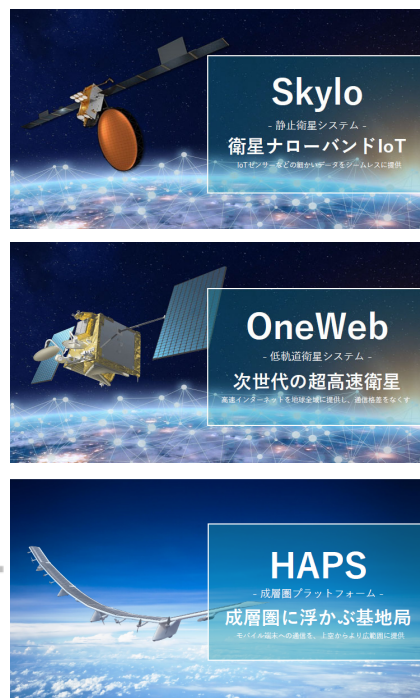 Skylo
- 静止衛星システム -
衛星ナローバンドIoT
IoTセンサーなどの細かいデータをシームレスに提供
OneWeb
- 低軌道衛星システム -
次世代の超高速衛星
高速インターネットを地球全域に提供し、通信格差をなくす
HAPS
- 成層圏プラットフォーム -
成層圏に浮かぶ基地局
モバイル端末への通信を、上空からより広範囲に提供